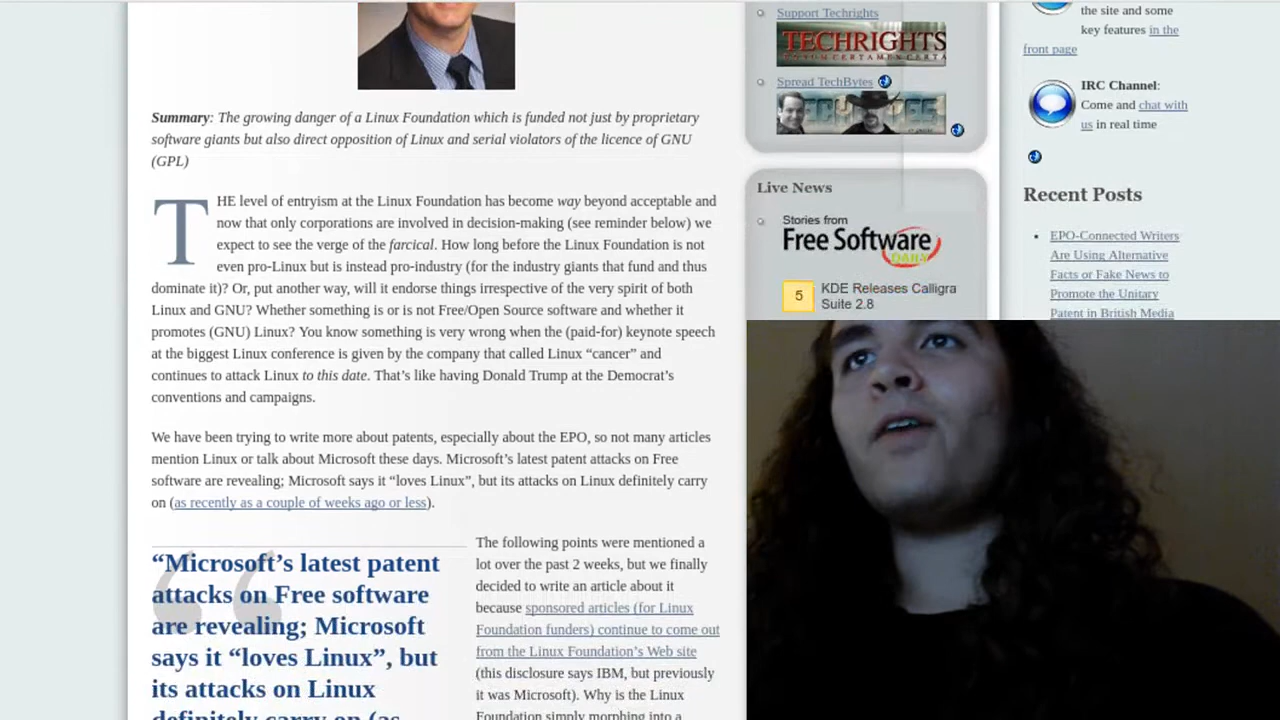 Summary: The growing danger of a Linux Foundation which is funded not just by proprietary
software giants but also direct opposition of Linux and serial violators of the licence of GNU
(GPL)
THE level of entryism at the Linux Foundation has become way beyond acceptable and
now that only corporations are involved in decision-making (see reminder below) we
expect to see the verge of the farcical. How long before the Linux Foundation is not
even pro-Linux but is instead pro-industry (for the industry giants that fund and thus
dominate it)? Or, put another way, will it endorse things irrespective of the very spirit of both
Linux and GNU? Whether something is or is not Free/Open Source software and whether it
promotes (GNU) Linux? You know something is very wrong when the (paid-for) keynote speech
at the biggest Linux conference is given by the company that called Linux “cancer” and
continues to attack Linux to this date. That’s like having Donald Trump at the Democrat’s
conventions and campaigns.
We have been trying to write more about patents, especially about the EPO, so not many articles
mention Linux or talk about Microsoft these days. Microsoft’s latest patent attacks on Free
software are revealing; Microsoft says it “loves Linux”, but its attacks on Linux definitely carry
on (as recently as a couple of weeks ago or less).
“Microsoft’s latest patent
attacks on Free software
are revealing; Microsoft
says it “loves Linux”, but
its attacks on Linux
definitely carry on (as
The following points were mentioned a
lot over the past 2 weeks, but we finally
decided to write an article about it
because sponsored articles (for Linux
Foundation funders) continue to come out
from the Linux Foundation’s Web site
(this disclosure says IBM, but previously
it was Microsoft). Why is the Linux
Foundation simply morphing into a
Support Techrights
TECHRIGHTS
Spread TechBytes
Live News
Stories from
Free Software
DAILY
5 KDE Releases Calligra
Suite 2.8
the site and some
key features in the
front page
IRC Channel:
Come and chat with
us in real time
Recent Posts
EPO-Connected Writers
Are Using Alternative
Facts or Fake News to
Promote the Unitary
Patent in British Media